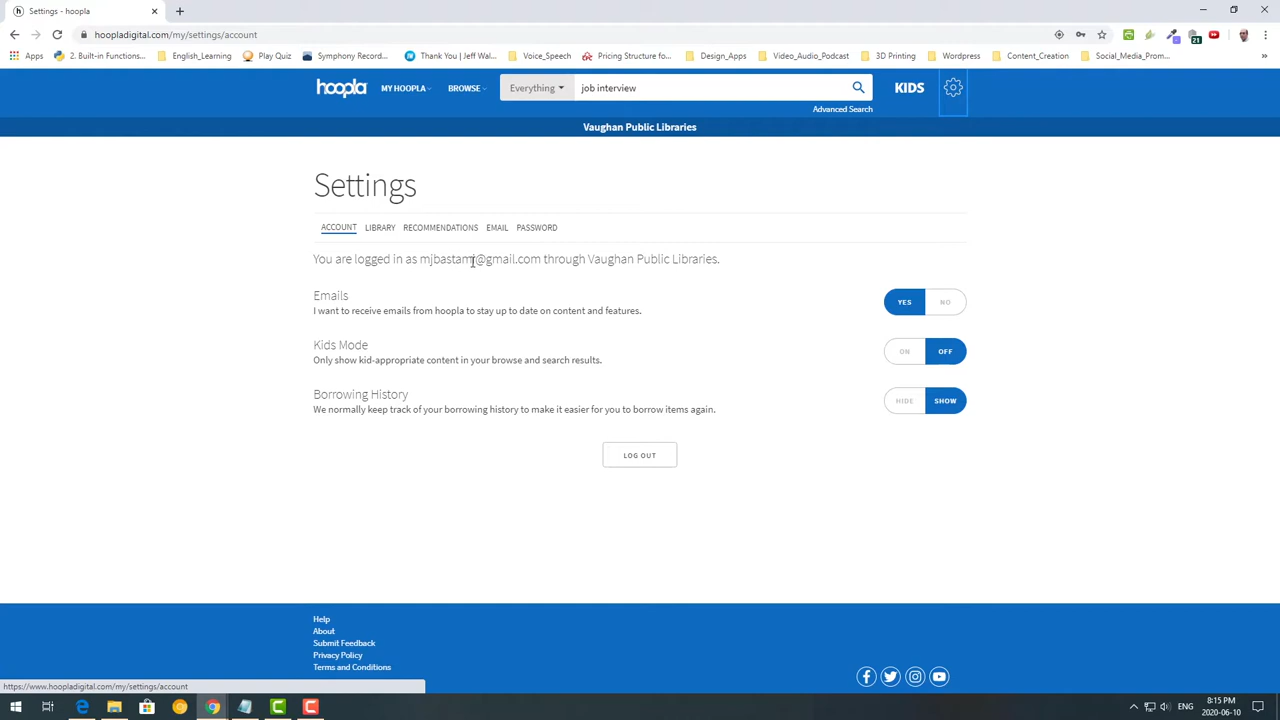 Settings - hoopla
hoopladigital.com/my/settings/account
Apps 2. Built-in Functions... English_Learning Play Quiz Symphony Record... Thank You | Jeff Wal... Voice_Speech Pricing Structure fo... Design_Apps Video_Audio_Podcast 3D Printing Wordpress Content_Creation Social_Media_Prom...
hoopla MY HOOPLA BROWSE Everything job interview KIDS
Advanced Search
Vaughan Public Libraries
Settings
ACCOUNT LIBRARY RECOMMENDATIONS EMAIL PASSWORD
You are logged in as mjbastami@gmail.com through Vaughan Public Libraries.
Emails
I want to receive emails from hoopla to stay up to date on content and features.
YES NO
Kids Mode
Only show kid-appropriate content in your browse and search results.
ON OFF
Borrowing History
We normally keep track of your borrowing history to make it easier for you to borrow items again.
HIDE SHOW
LOG OUT
Help
About
Submit Feedback
Privacy Policy
Terms and Conditions
https://www.hoopladigital.com/my/settings/account
ENG
8:15 PM
2020-06-10